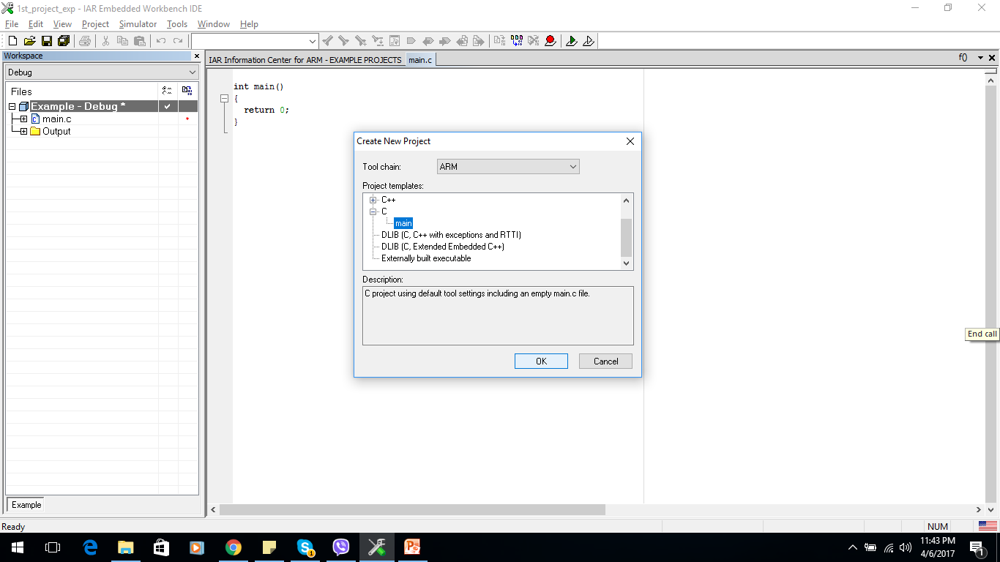 1st_project_exp - IAR Embedded Workbench IDE
File Edit View Project Simulator Tools Window Help
Workspace
Debug
Files
Example - Debug *
main.c
Output
Example
IAR Information Center for ARM - EXAMPLE PROJECTS main.c f()
int main()
{
return 0;
}
Create New Project
Tool chain: ARM
Project templates:
C++
C
main
DLIB (C, C++ with exceptions and RTTI)
DLIB (C, Extended Embedded C++)
Externally built executable
Description:
C project using default tool settings including an empty main.c file.
OK Cancel
End call
Ready NUM
11:43 PM
4/6/2017
1
1